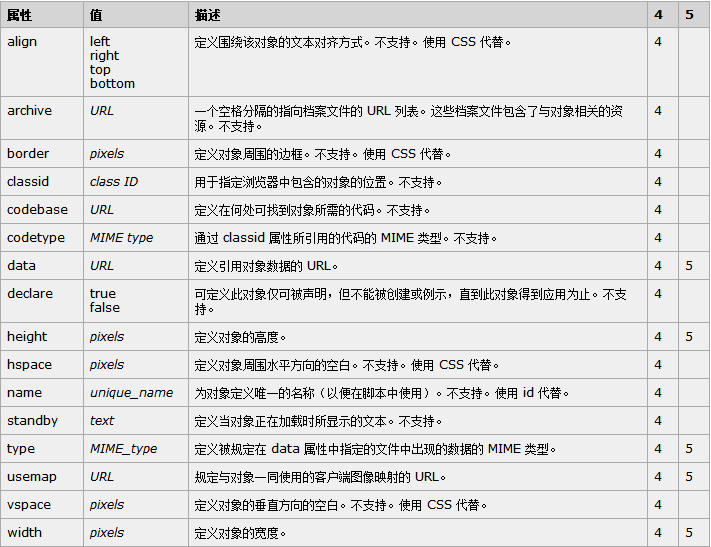 属性 值 描述 4 5
align left 定义围绕该对象的文本对齐方式。不支持。使用 CSS 代替。 4
right
top
bottom
archive URL 一个空格分隔的指向档案文件的 URL 列表。这些档案文件包含了与对象相关的资 4
源。不支持。
border pixels 定义对象周围的边框。不支持。使用 CSS 代替。 4
classid class ID 用于指定浏览器中包含的对象的位置。不支持。 4
codebase URL 定义在何处可找到对象所需的代码。不支持。 4
codetype MIME type 通过 classid 属性所引用的代码的 MIME 类型。不支持。 4
data URL 定义引用对象数据的 URL。 4 5
declare true 可定义此对象仅可被声明，但不能被创建或例示，直到此对象得到应用为止。不支 4
false 持。
height pixels 定义对象的高度。 4 5
hspace pixels 定义对象周围水平方向的空白。不支持。使用 CSS 代替。 4
name unique_name 为对象定义唯一的名称（以便在脚本中使用）。不支持。使用 id 代替。 4
standby text 定义当对象正在加载时所显示的文本。不支持。 4
type MIME_type 定义被规定在 data 属性中指定的文件中出现的数据的 MIME 类型。 4 5
usemap URL 规定与对象一同使用的客户端图像映射的 URL。 4 5
vspace pixels 定义对象的垂直方向的空白。不支持。使用 CSS 代替。 4
width pixels 定义对象的宽度。 4 5